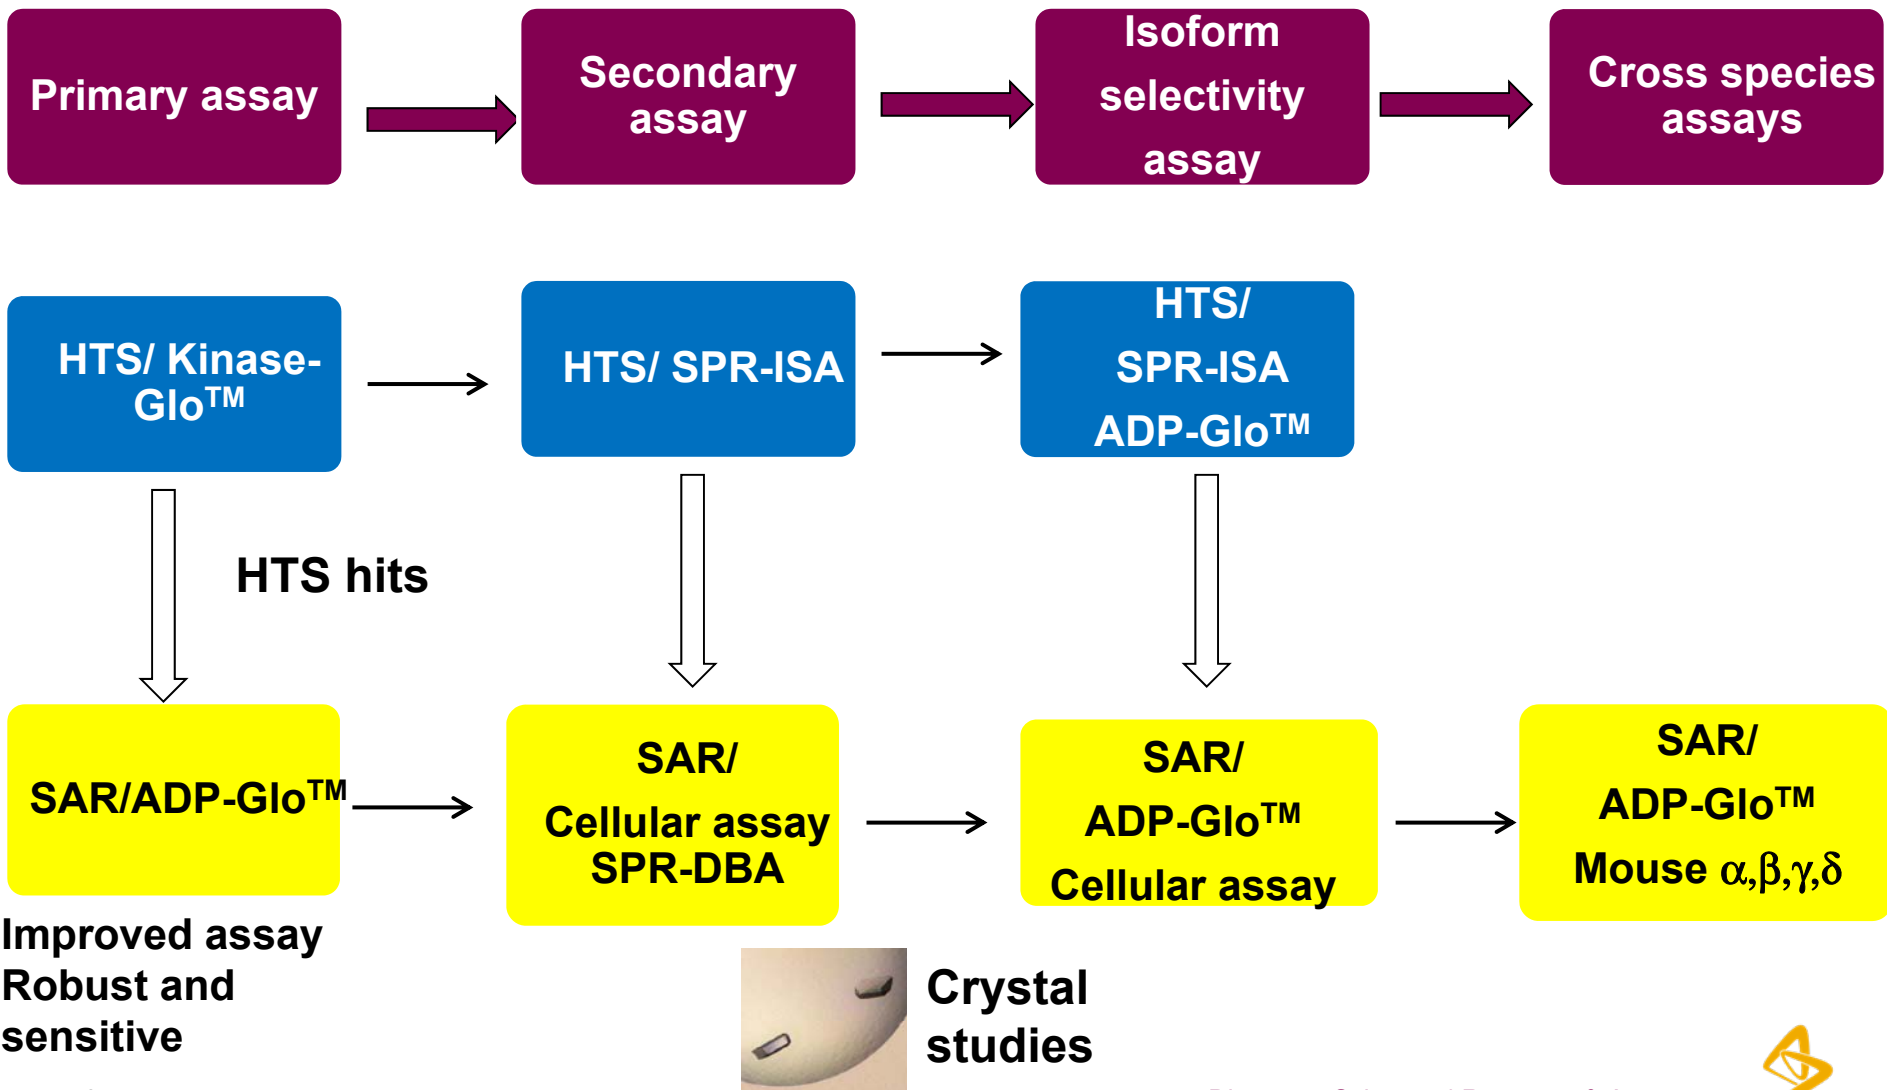 Primary assay
Secondary
assay
Isoform
selectivity
assay
Cross species
assays
HTS/ Kinase-
Glo™
HTS/ SPR-ISA
HTS/
SPR-ISA
ADP-Glo™
HTS hits
SAR/ADP-Glo™
SAR/
Cellular assay
SPR-DBA
SAR/
ADP-Glo™
Cellular assay
SAR/
ADP-Glo™
Mouse α,β,γ,δ
Improved assay
Robust and
sensitive
Crystal
studies